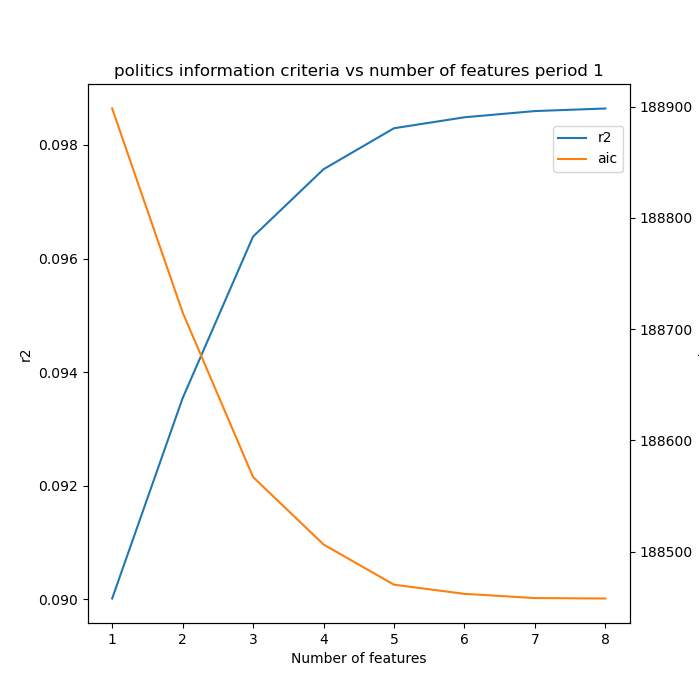 politics information criteria vs number of features period 1
r2
0.098
0.096
0.094
0.092
0.090
188900
188800
188700
188600
188500
r2
aic
1 2 3 4 5 6 7 8
Number of features